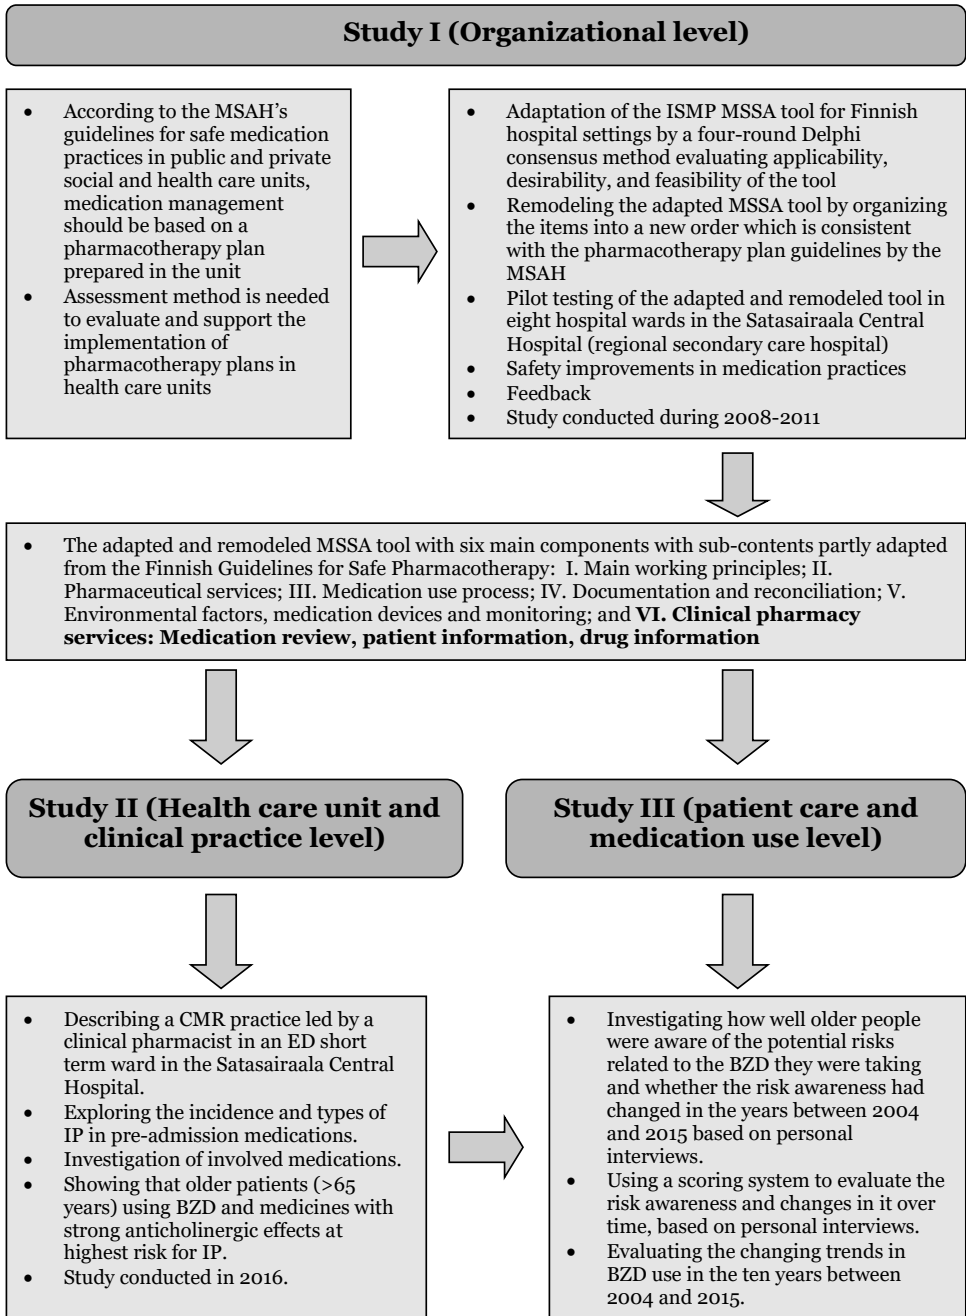 Study I (Organizational level)
• According to the MSAH's
guidelines for safe medication
practices in public and private
social and health care units,
medication management
should be based on a
pharmacotherapy plan
prepared in the unit
• Assessment method is needed
to evaluate and support the
implementation of
pharmacotherapy plans in
health care units
• Adaptation of the ISMP MSSA tool for Finnish
hospital settings by a four-round Delphi
consensus method evaluating applicability,
desirability, and feasibility of the tool
• Remodeling the adapted MSSA tool by organizing
the items into a new order which is consistent
with the pharmacotherapy plan guidelines by the
MSAH
• Pilot testing of the adapted and remodeled tool in
eight hospital wards in the Satasairaala Central
Hospital (regional secondary care hospital)
• Safety improvements in medication practices
• Feedback
• Study conducted during 2008-2011
• The adapted and remodeled MSSA tool with six main components with sub-contents partly adapted
from the Finnish Guidelines for Safe Pharmacotherapy: I. Main working principles; II.
Pharmaceutical services; III. Medication use process; IV. Documentation and reconciliation; V.
Environmental factors, medication devices and monitoring; and VI. Clinical pharmacy
services: Medication review, patient information, drug information
Study II (Health care unit and
clinical practice level)
Study III (patient care and
medication use level)
• Describing a CMR practice led by a
clinical pharmacist in an ED short
term ward in the Satasairaala Central
Hospital.
• Exploring the incidence and types of
IP in pre-admission medications.
• Investigation of involved medications.
• Showing that older patients (>65
years) using BZD and medicines with
strong anticholinergic effects at
highest risk for IP.
• Study conducted in 2016.
• Investigating how well older people
were aware of the potential risks
related to the BZD they were taking
and whether the risk awareness had
changed in the years between 2004
and 2015 based on personal
interviews.
• Using a scoring system to evaluate the
risk awareness and changes in it over
time, based on personal interviews.
• Evaluating the changing trends in
BZD use in the ten years between
2004 and 2015.